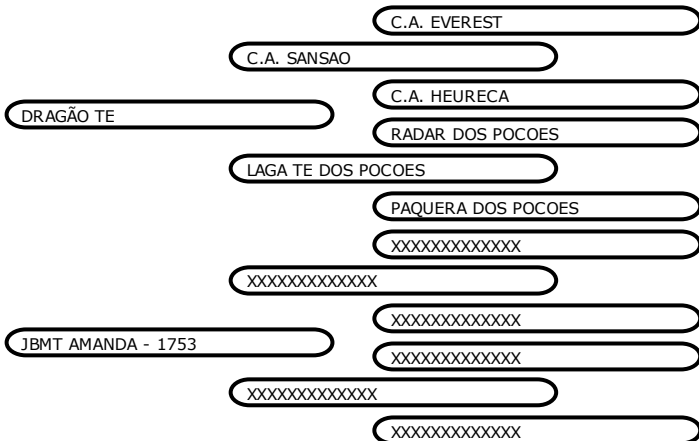 C.A. EVEREST
C.A. SANSAO
C.A. HEURECA
DRAGÃO TE
RADAR DOS POCOES
LAGA TE DOS POCOES
PAQUERA DOS POCOES
XXXXXXXXXXXXX
XXXXXXXXXXXXX
XXXXXXXXXXXXX
JBMT AMANDA - 1753
XXXXXXXXXXXXX
XXXXXXXXXXXXX
XXXXXXXXXXXXX